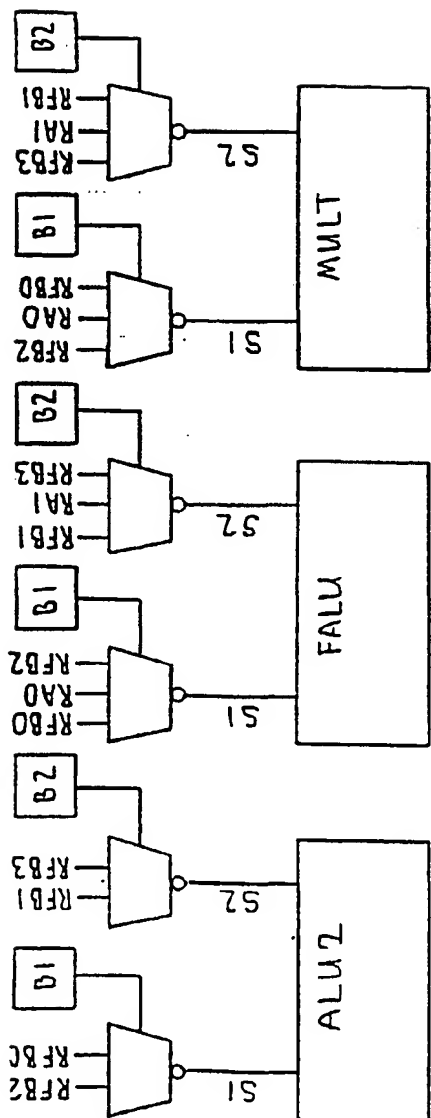 B2
RFB1
RA1
RFB3
S2
B1
RFB0
RA0
RFB2
S1
MULT
B2
RFB3
RA1
RFB1
S2
B1
RFB2
RA0
RFB0
S1
FALU
B2
RFB3
RFB1
S2
B1
RFBC
RFB2
S1
ALU2